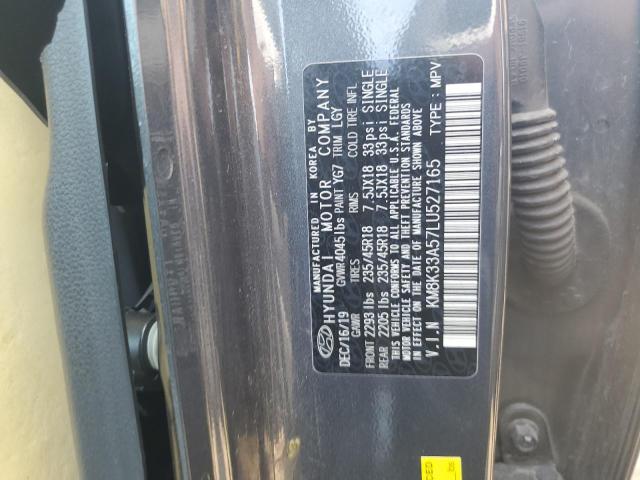 MANUFACTURED IN KOREA BY
HYUNDAI MOTOR COMPANY
DEC/16/19 GVWR 4045 lbs PAINT YG7 TRIM LGY
GAWR TIRES RIMS COLD TIRE INFL
FRONT 2293 lbs 235/45R18 7.5JX18 33psi SINGLE
REAR 2205 lbs 235/45R18 7.5JX18 33psi SINGLE
THIS VEHICLE CONFORMS TO ALL APPLICABLE U.S.A. FEDERAL
MOTOR VEHICLE SAFETY AND THEFT PREVENTION STANDARDS
IN EFFECT ON THE DATE OF MANUFACTURE SHOWN ABOVE
V.I.N KM8K33A57LU527165 TYPE : MPV
CED
lbs